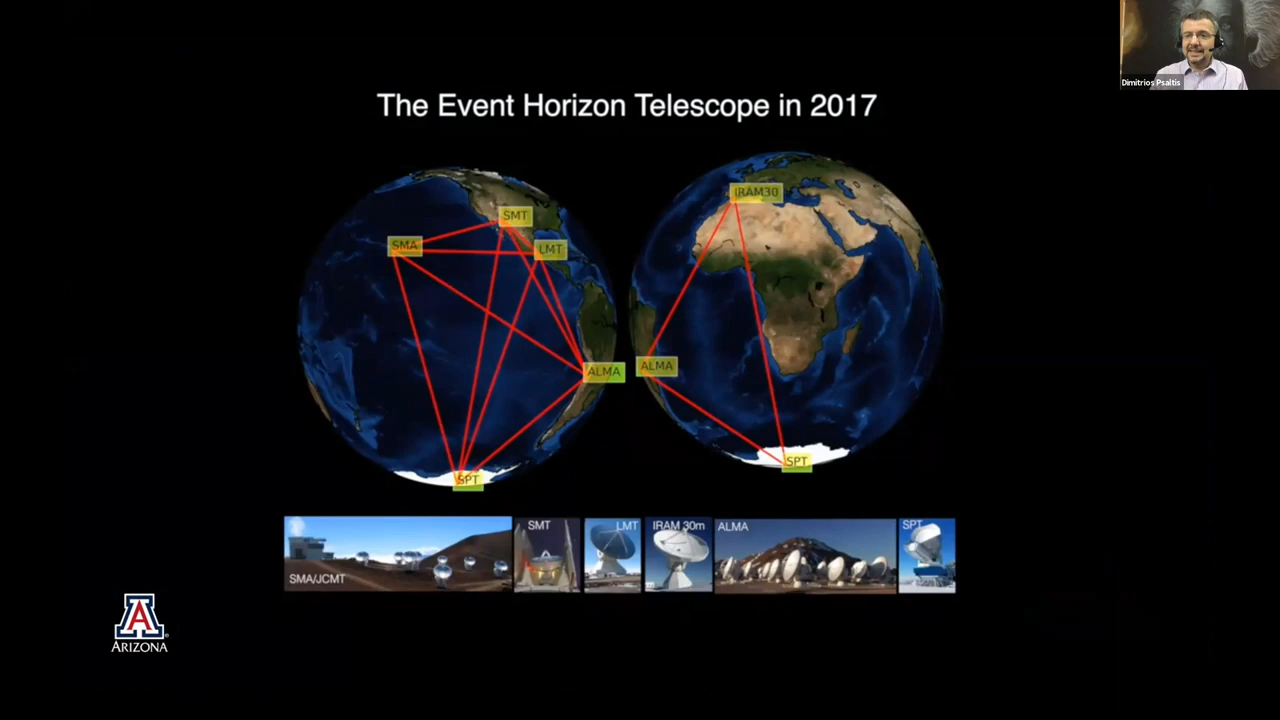 Dimitrios Psaltis
The Event Horizon Telescope in 2017
SMT
SMA
LMT
ALMA
SPT
IRAM30
ALMA
SPT
SMA/JCMT
SMT
LMT
IRAM 30m
ALMA
SPT
A
ARIZONA